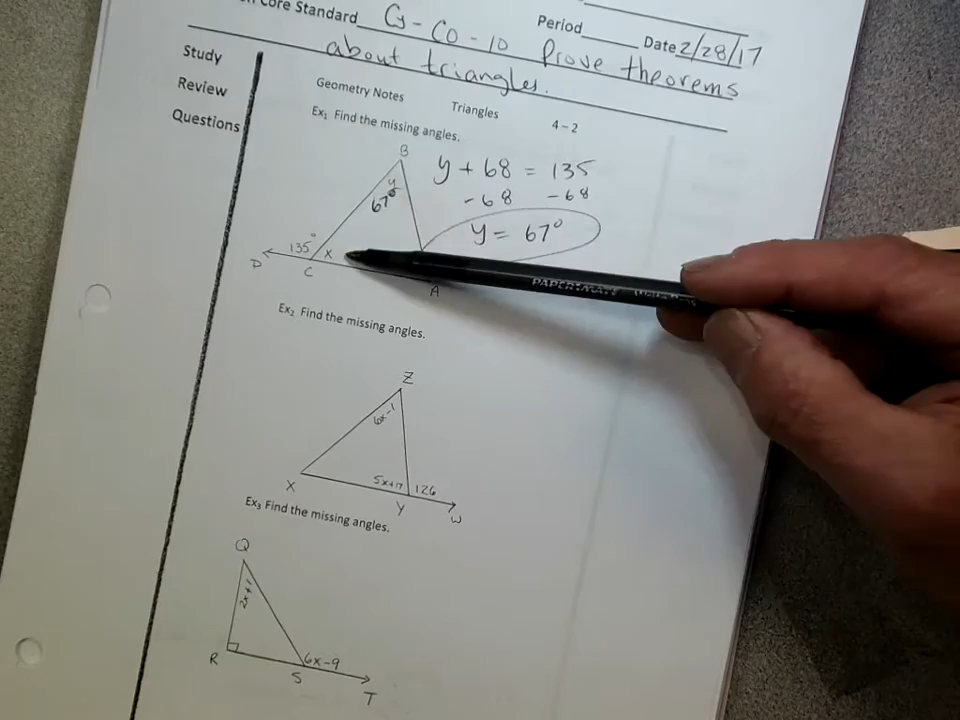 Core Standard G-CO-10 Prove theorems
about triangles.
Period
Date 2/28/17
Study
Review
Questions
Geometry Notes Triangles 4-2
Ex1 Find the missing angles.
B
y
67°
135°
x
D
C
A
y + 68 = 135
-68 -68
y = 67°
PAPER:MATE
Ex2 Find the missing angles.
Z
6x-1
X
5x+17
126
Y
W
Ex3 Find the missing angles.
Q
2x+1
R
6x-9
S
T